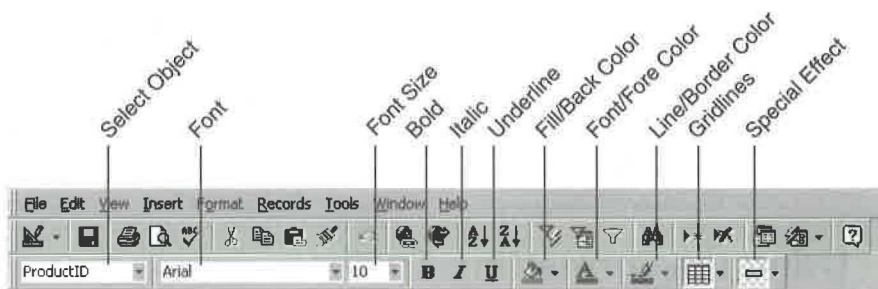 Select Object
Font
Font Size
Bold
Italic
Underline
Fill/Back Color
Font/Fore Color
Line/Border Color
Gridlines
Special Effect
File Edit View Insert Format Records Tools Window Help
ABC A Z Z A ?
ProductID Arial 10 B I U A